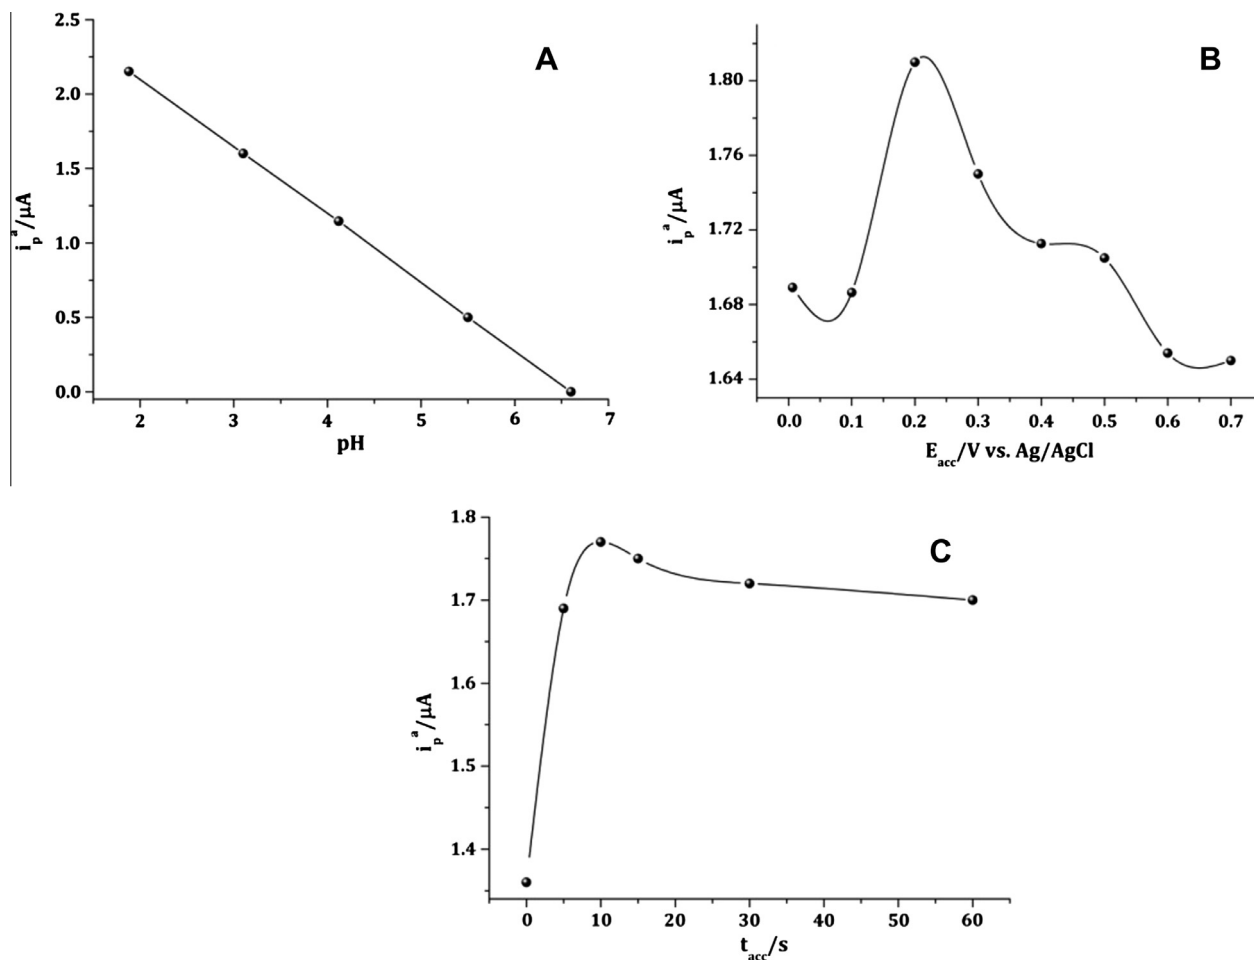 A
2.5
2.0
1.5
1.0
0.5
0.0
i_p^a/μA
2 3 4 5 6 7
pH
B
1.80
1.76
1.72
1.68
1.64
i_p^a/μA
0.0 0.1 0.2 0.3 0.4 0.5 0.6 0.7
E_acc/V vs. Ag/AgCl
C
1.8
1.7
1.6
1.5
1.4
i_p^a/μA
0 10 20 30 40 50 60
t_acc/s